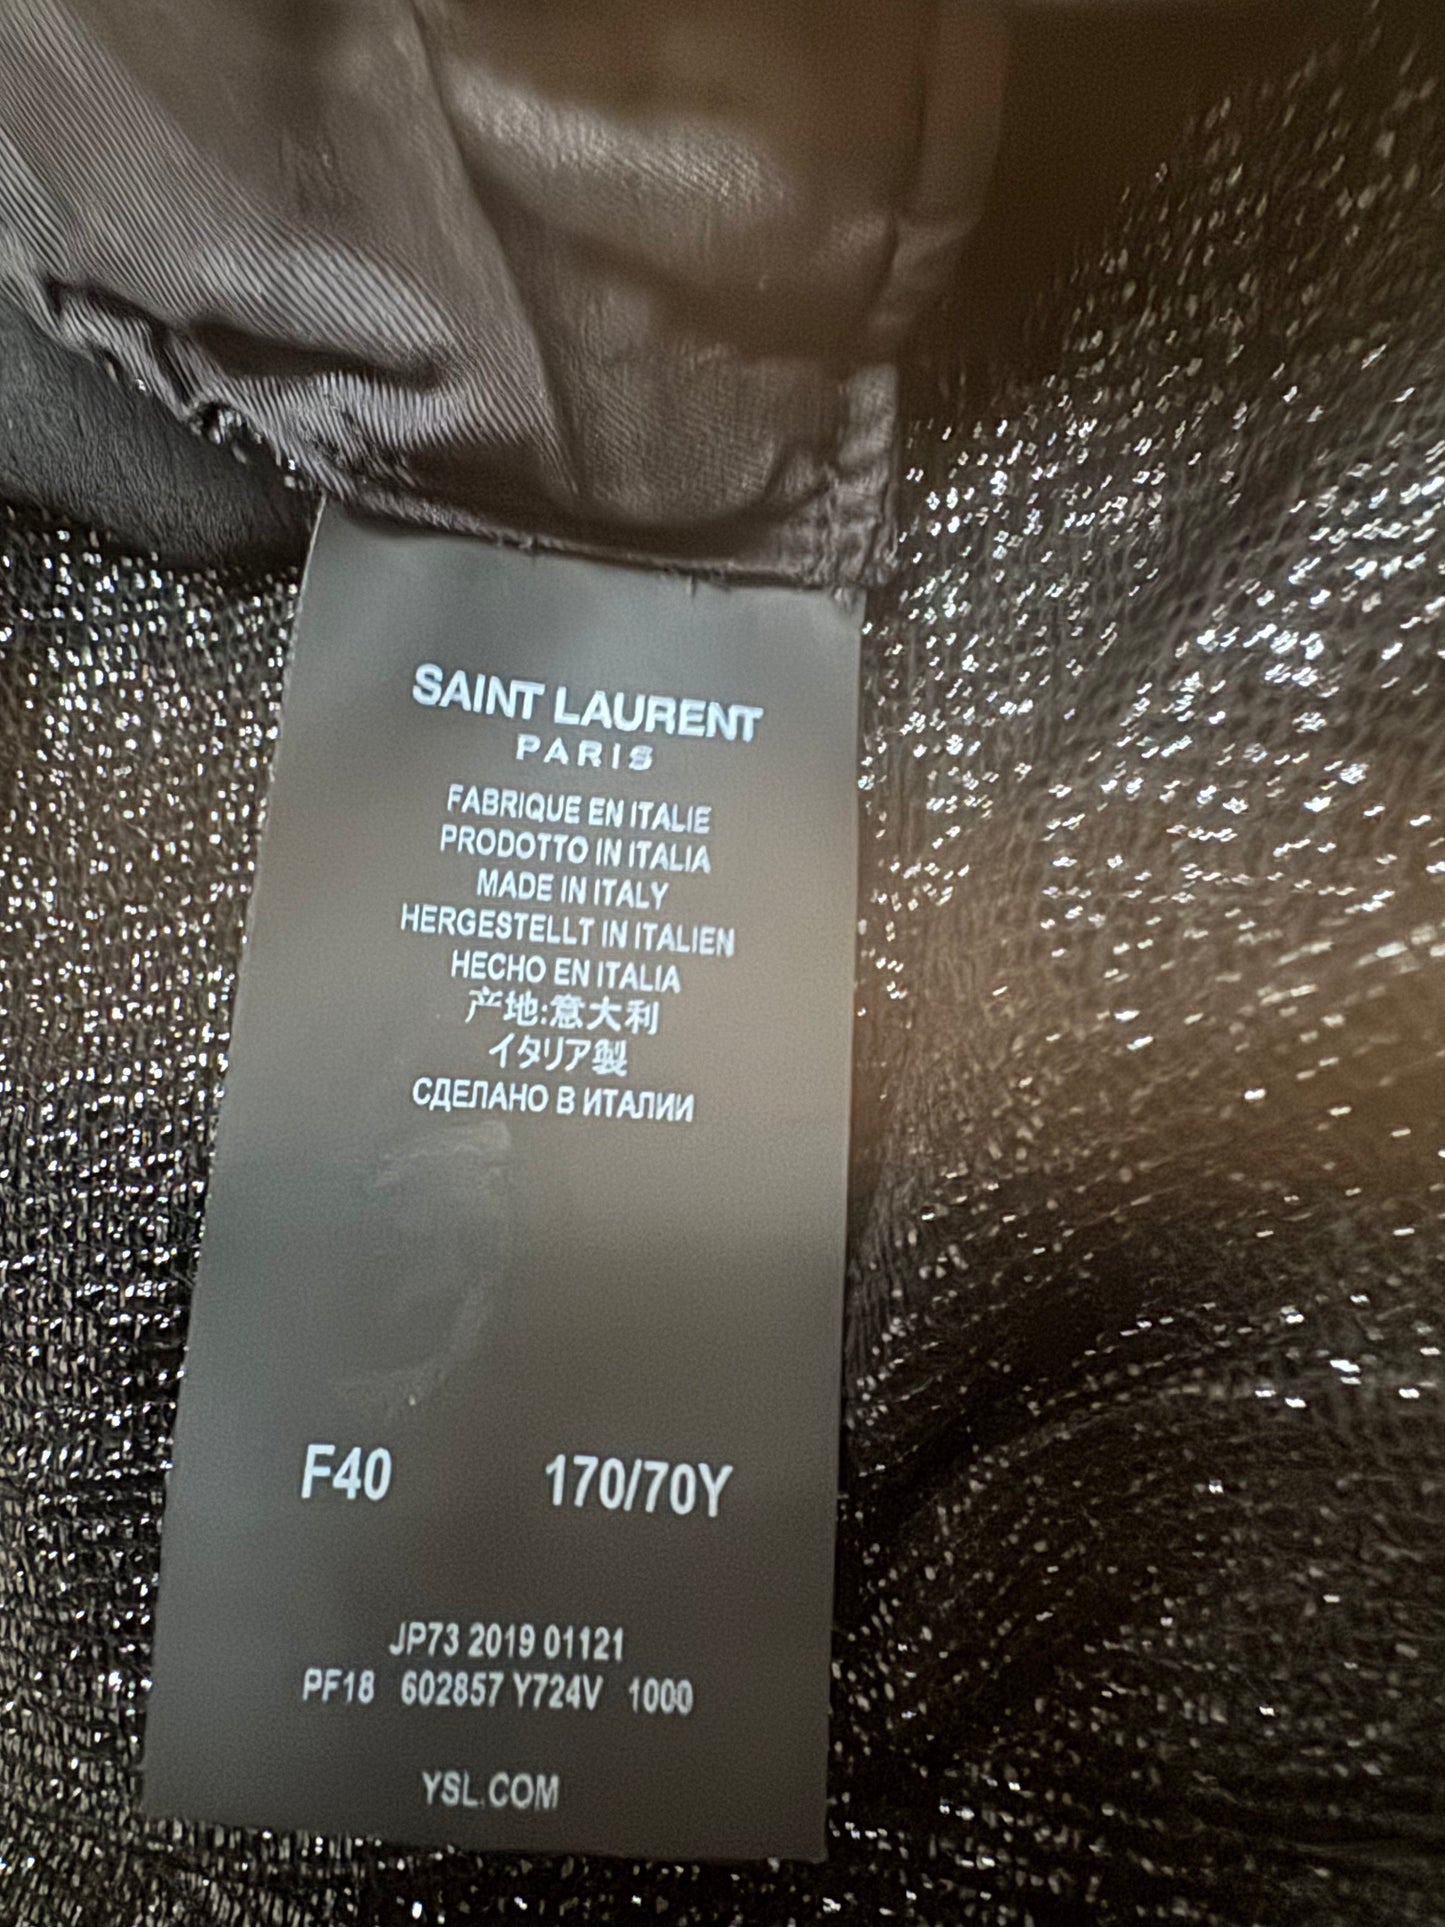 SAINT LAURENT
PARIS
FABRIQUE EN ITALIE
PRODOTTO IN ITALIA
MADE IN ITALY
HERGESTELLT IN ITALIEN
HECHO EN ITALIA
产地:意大利
イタリア製
СДЕЛАНО В ИТАЛИИ
F40 170/70Y
JP73 2019 01121
PF18 602857 Y724V 1000
YSL.COM